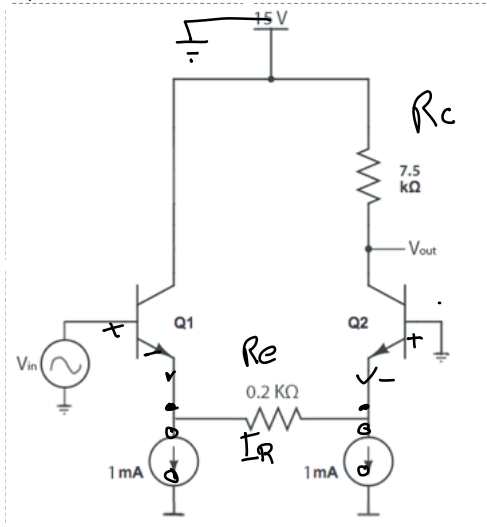 15 V
Rc
7.5
kΩ
Vout
+
Q1
Q2
+
Vin
Re
0.2 KΩ
IR
1 mA
1 mA